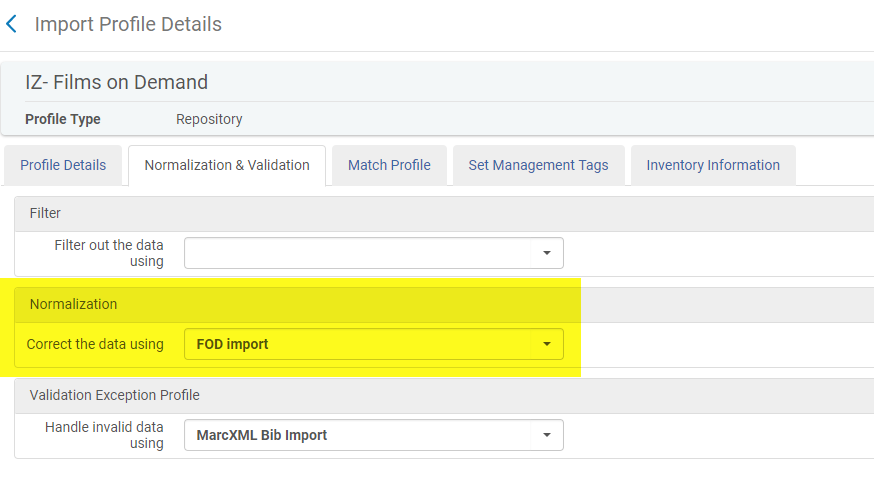 Import Profile Details
IZ- Films on Demand
Profile Type Repository
Profile Details Normalization & Validation Match Profile Set Management Tags Inventory Information
Filter
Filter out the data
using
Normalization
Correct the data using FOD import
Validation Exception Profile
Handle invalid data
using
MarcXML Bib Import